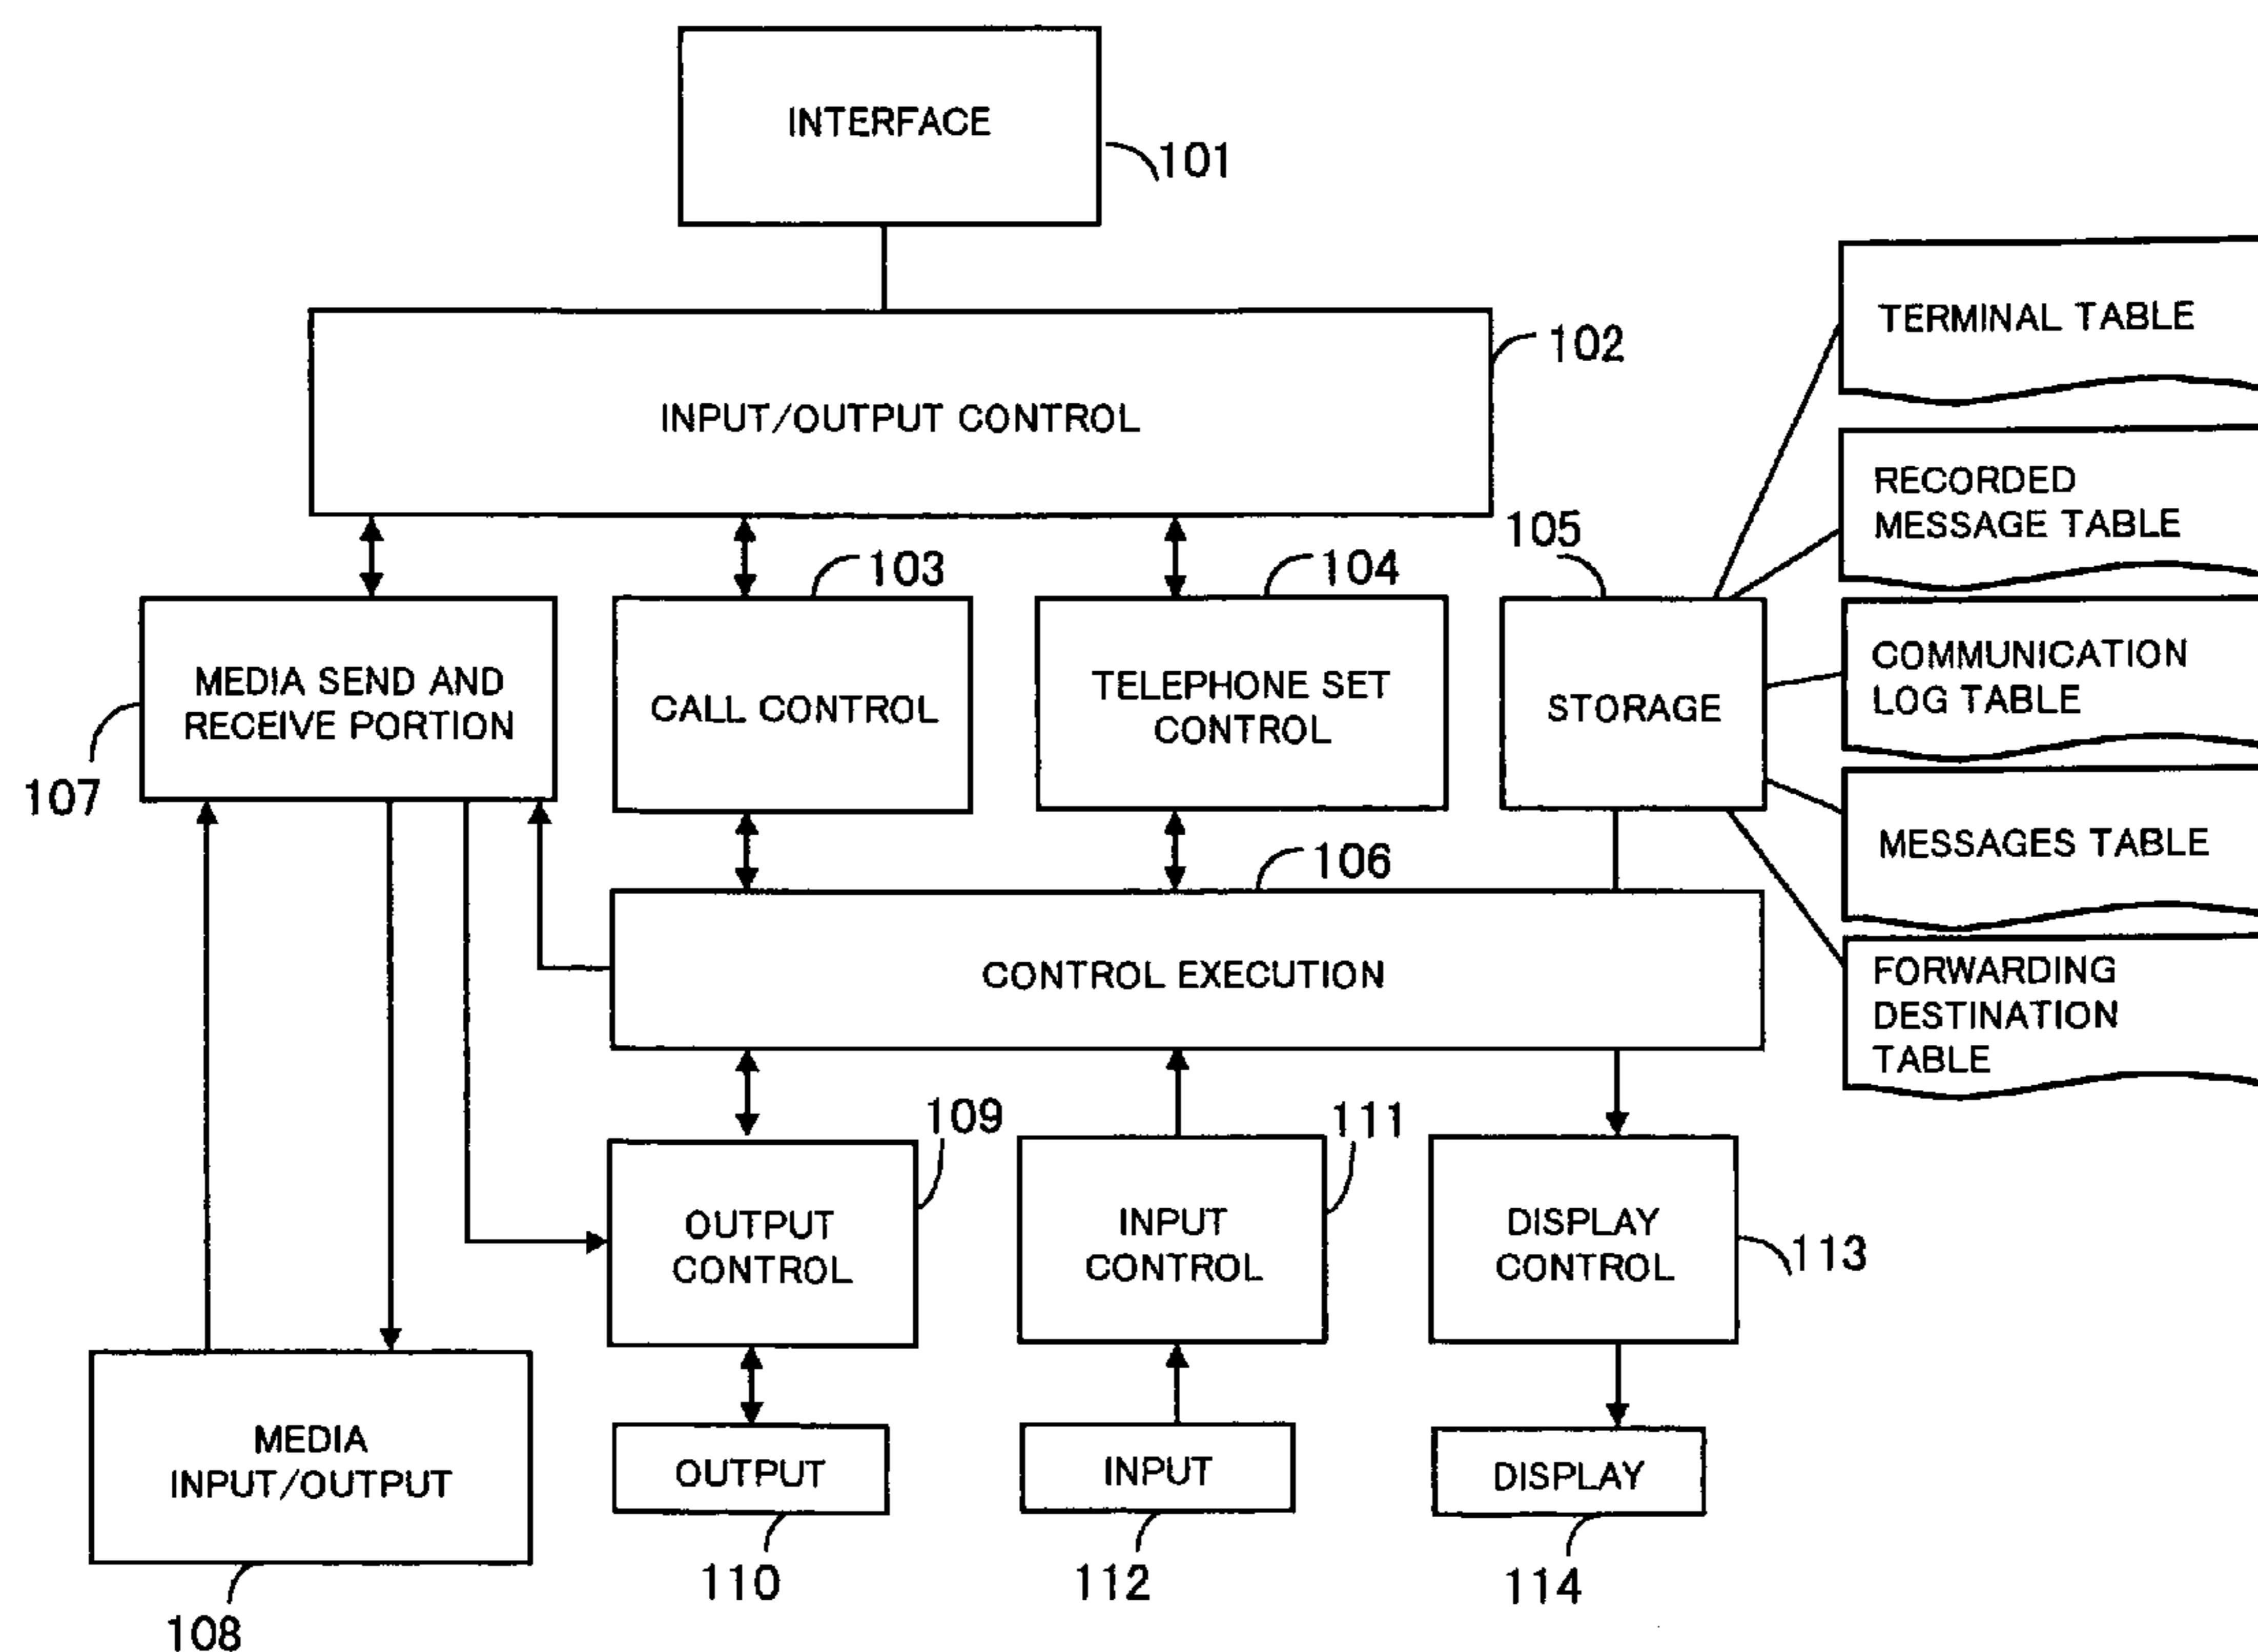 INTERFACE
101
TERMINAL TABLE
102
INPUT/OUTPUT CONTROL
RECORDED
MESSAGE TABLE
103
104
105
MEDIA SEND AND
RECEIVE PORTION
107
CALL CONTROL
TELEPHONE SET
CONTROL
STORAGE
COMMUNICATION
LOG TABLE
MESSAGES TABLE
106
CONTROL EXECUTION
FORWARDING
DESTINATION
TABLE
109
111
OUTPUT
CONTROL
INPUT
CONTROL
DISPLAY
CONTROL
113
MEDIA
INPUT/OUTPUT
OUTPUT
INPUT
DISPLAY
108
110
112
114